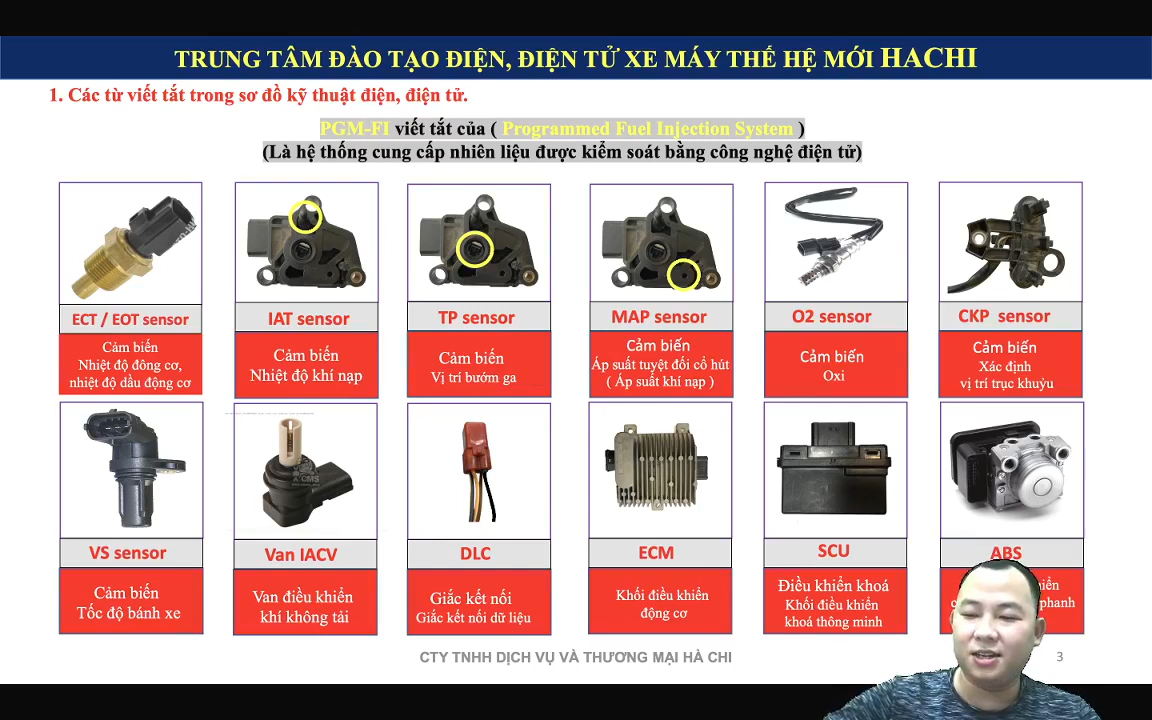 TRUNG TÂM ĐÀO TẠO ĐIỆN, ĐIỆN TỬ XE MÁY THẾ HỆ MỚI HACHI
1. Các từ viết tắt trong sơ đồ kỹ thuật điện, điện tử.
PGM-FI viết tắt của ( Programmed Fuel Injection System )
(Là hệ thống cung cấp nhiên liệu được kiểm soát bằng công nghệ điện tử)
ECT / EOT sensor
Cảm biến
Nhiệt độ đông cơ,
nhiệt độ dầu động cơ
IAT sensor
Cảm biến
Nhiệt độ khí nạp
TP sensor
Cảm biến
Vị trí bướm ga
MAP sensor
Cảm biến
Áp suất tuyệt đối cổ hút
( Áp suất khí nạp )
O2 sensor
Cảm biến
Oxi
CKP sensor
Cảm biến
Xác định
vị trí trục khuỷu
VS sensor
Cảm biến
Tốc độ bánh xe
CMS
Van IACV
Van điều khiển
khí không tải
DLC
Giắc kết nối
Giắc kết nối dữ liệu
ECM
Khối điều khiển
động cơ
SCU
Điều khiển khoá
Khối điều khiển
khoá thông minh
ABS
phanh
CTY TNHH DỊCH VỤ VÀ THƯƠNG MẠI HÀ CHI
3